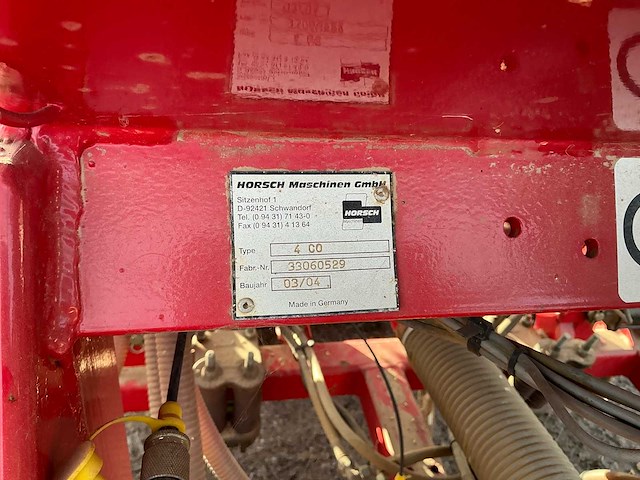 HORSCH Maschinen GmbH
Sitzenhof 1
D-92421 Schwandorf
Tel. (0 94 31) 71 43-0
Fax (0 94 31) 4 13 64
HORSCH
Type 4 CO
Fabr.-Nr. 33060529
Baujahr 03/04
Made in Germany